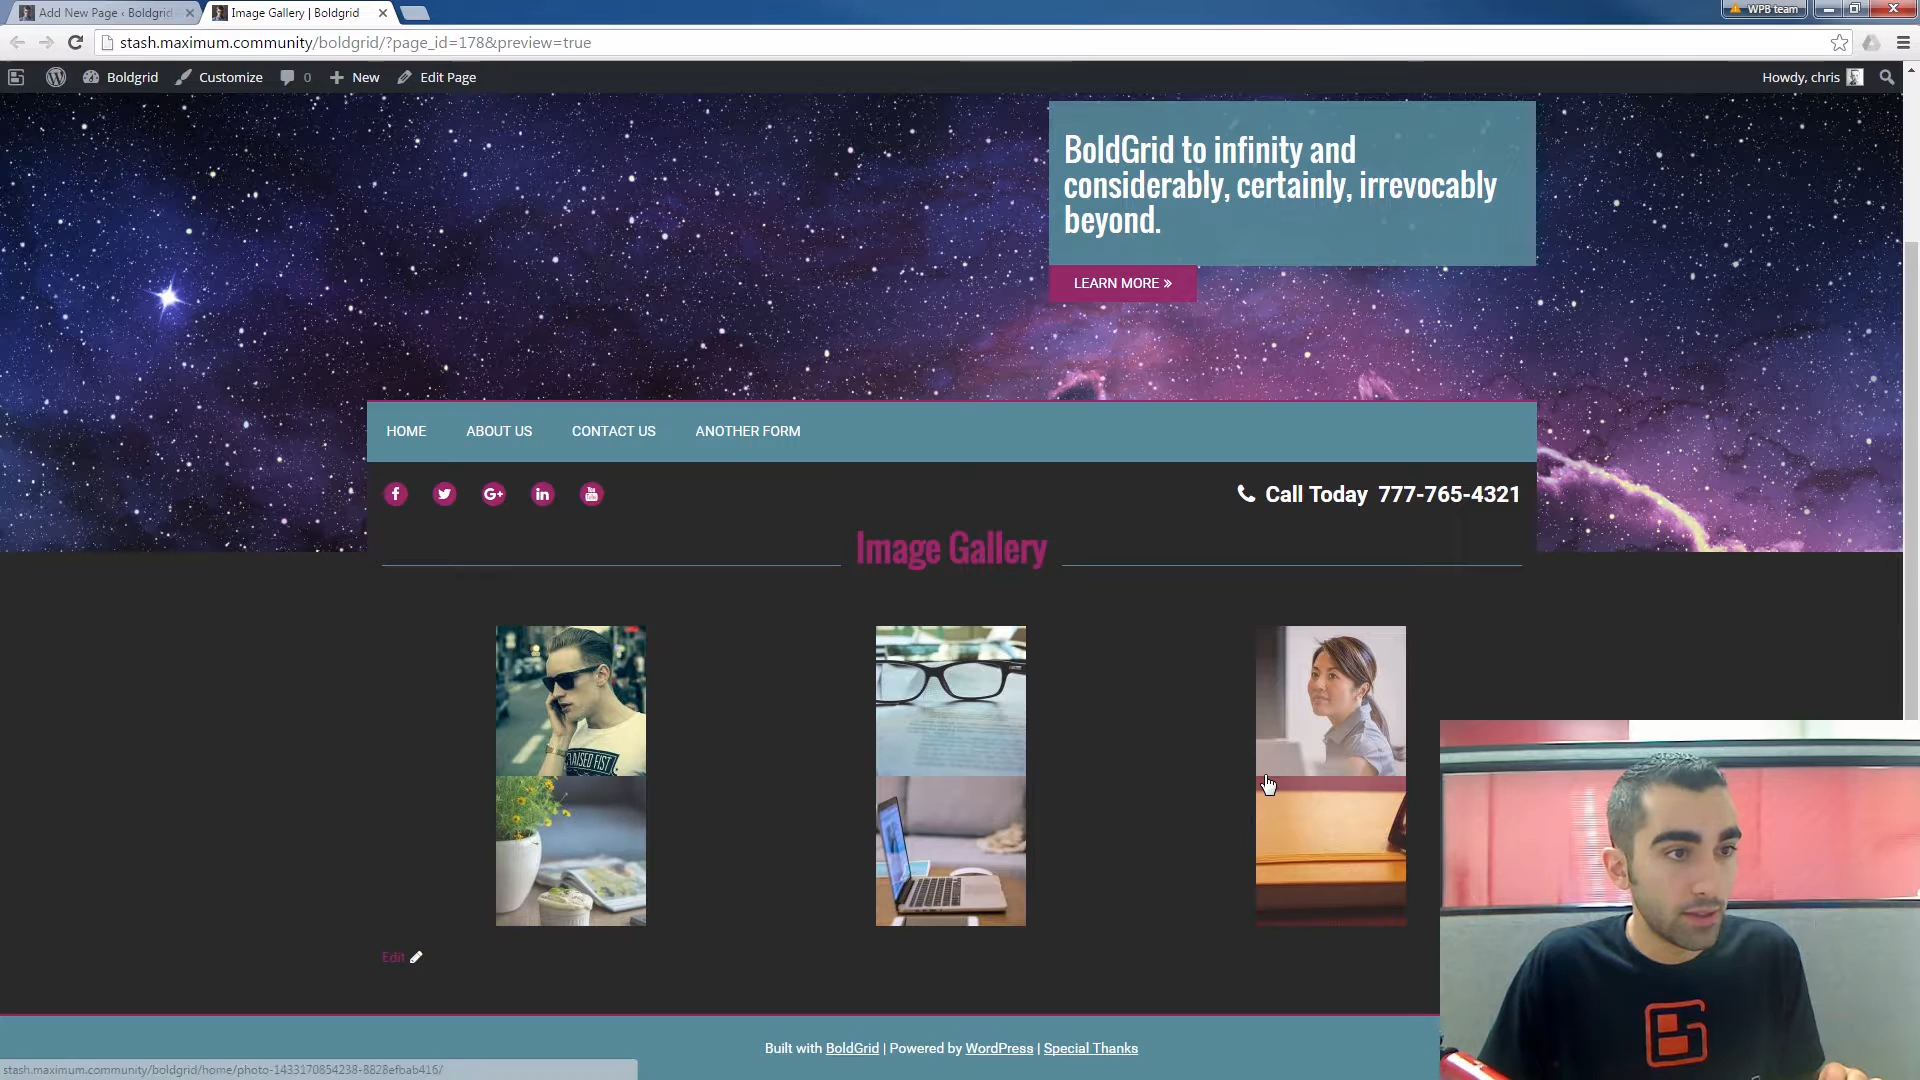 Add New Page ‹ Boldgrid
Image Gallery | Boldgrid
WPB team
stash.maximum.community/boldgrid/?page_id=178&preview=true
Boldgrid
Customize
0
New
Edit Page
Howdy, chris
BoldGrid to infinity and
considerably, certainly, irrevocably
beyond.
LEARN MORE »
HOME
ABOUT US
CONTACT US
ANOTHER FORM
Call Today 777-765-4321
Image Gallery
RAISED FIST
Edit
Built with BoldGrid | Powered by WordPress | Special Thanks
stash.maximum.community/boldgrid/home/photo-1433170854238-8828efbab416/